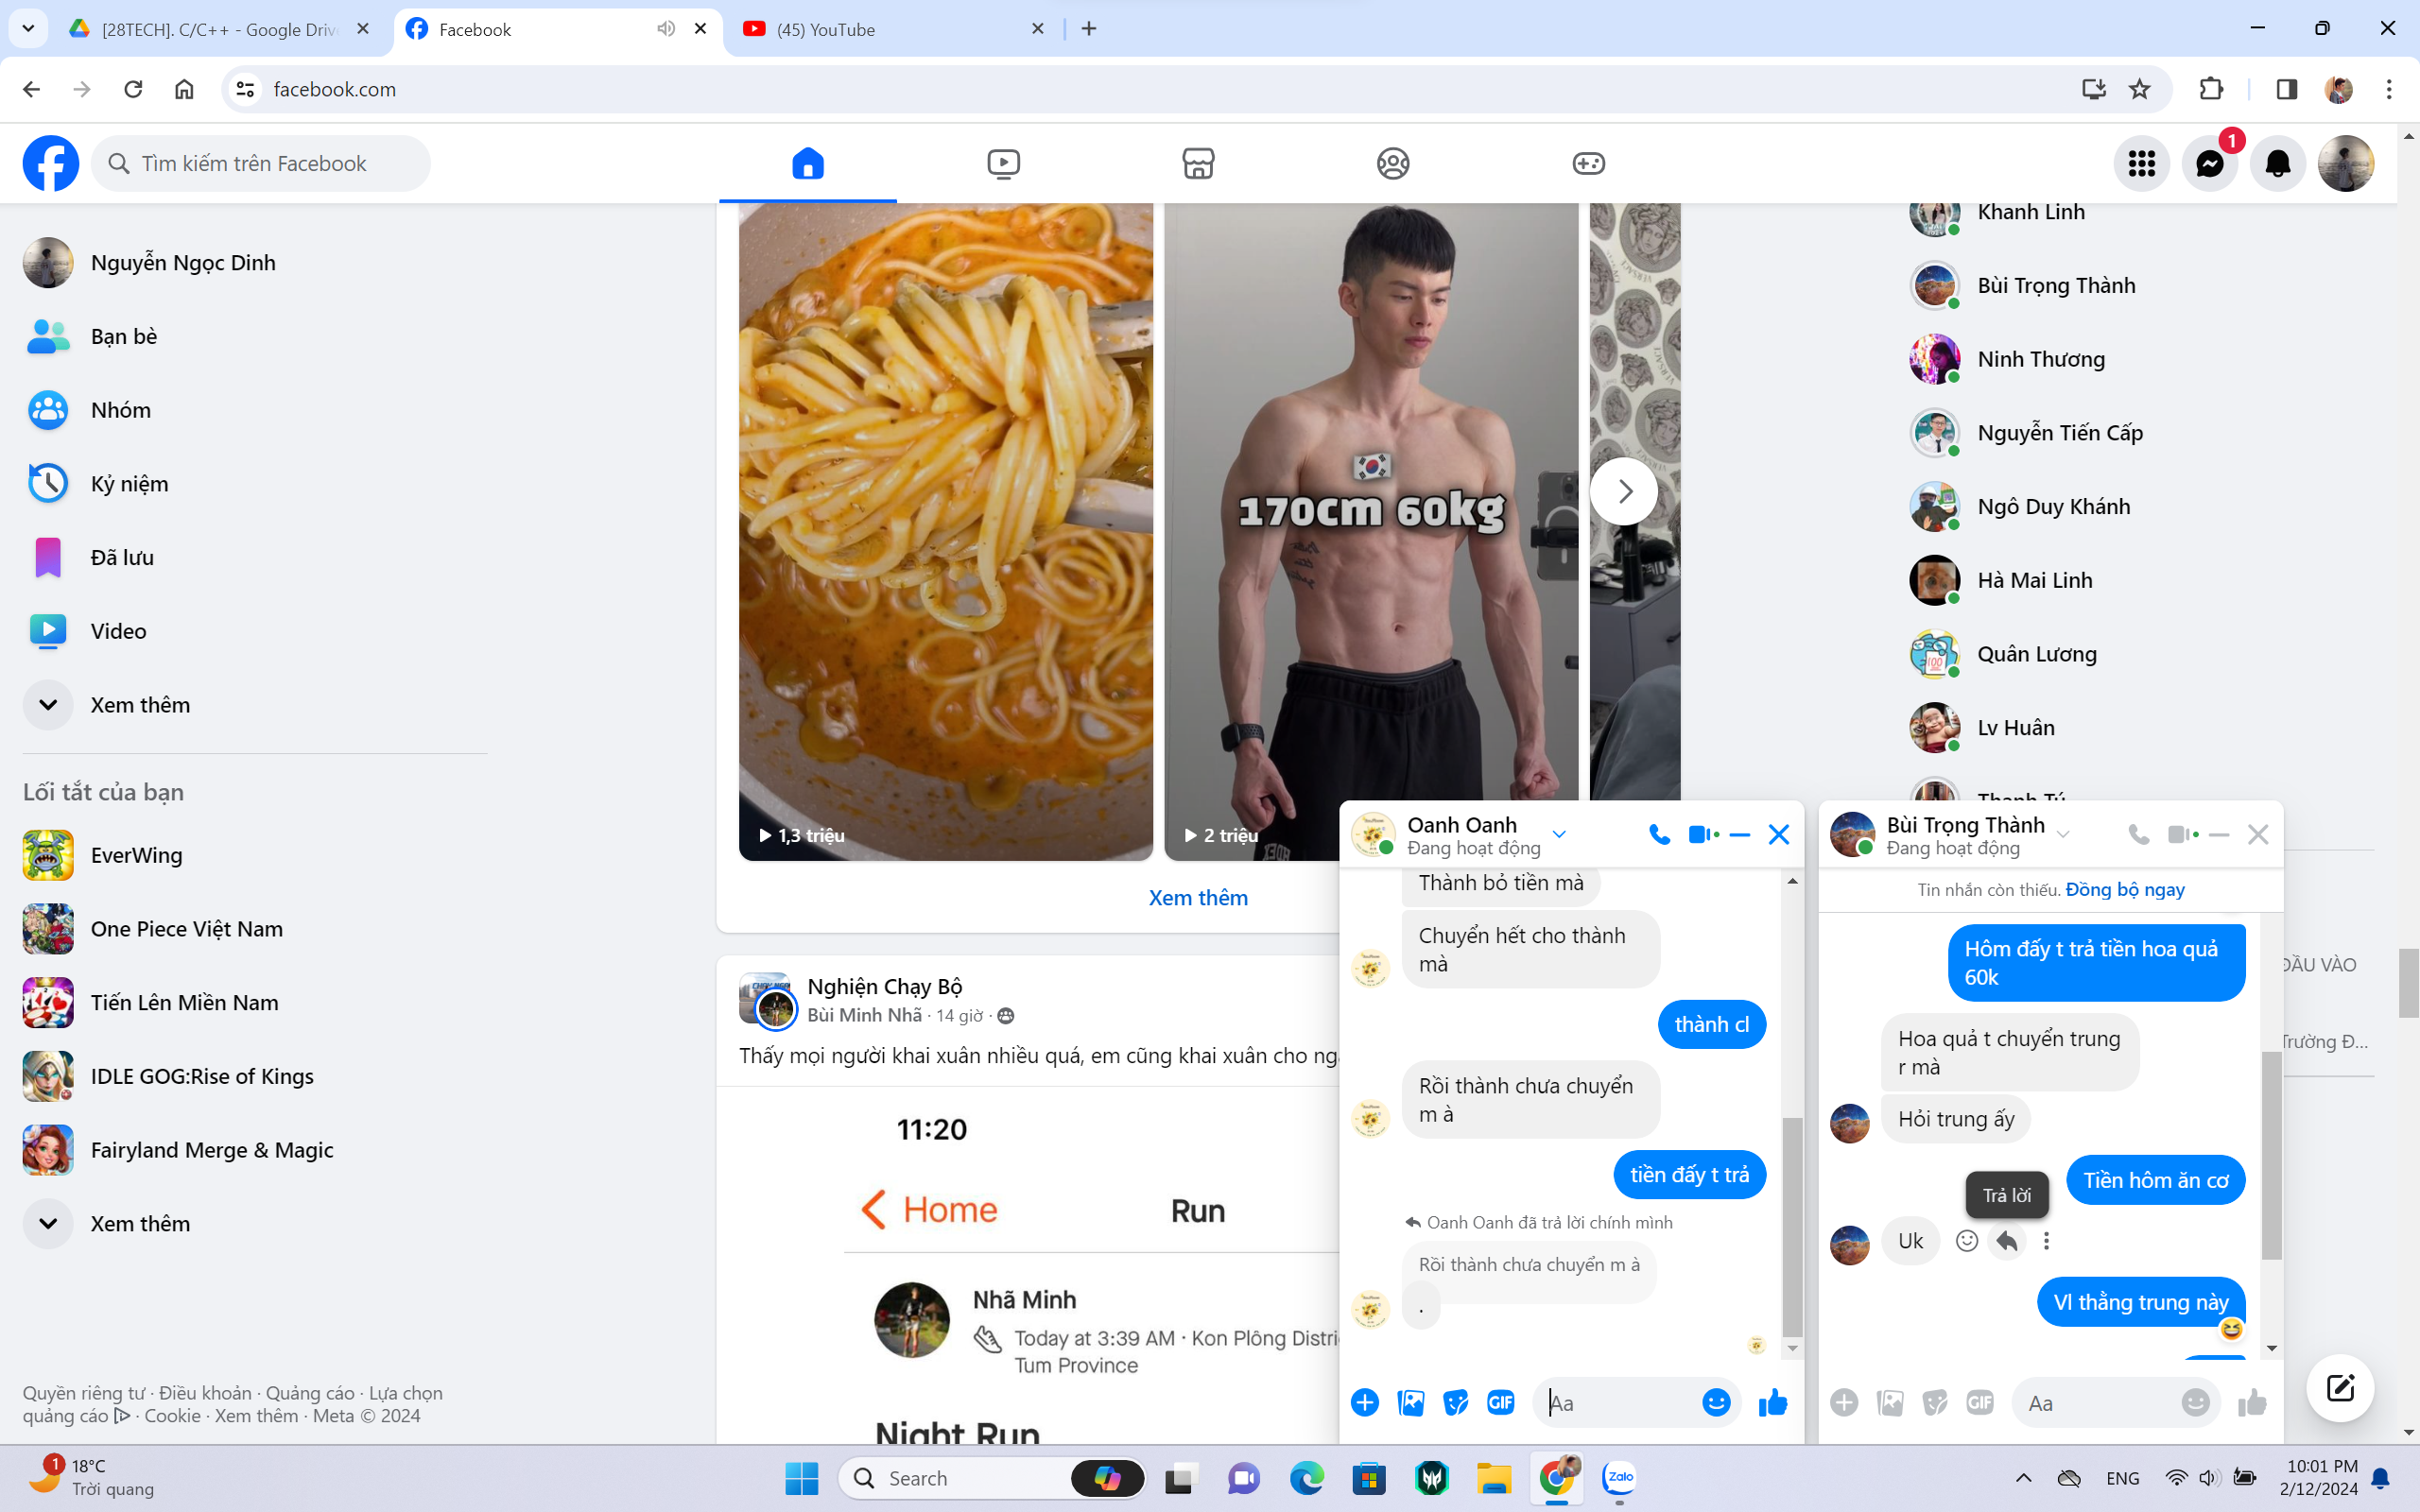 [28TECH]. C/C++ - Google Driv
Facebook
(45) YouTube
facebook.com
Tìm kiếm trên Facebook
1
Nguyễn Ngọc Dinh
Bạn bè
Nhóm
Kỷ niệm
Đã lưu
Video
Xem thêm
Lối tắt của bạn
EverWing
One Piece Việt Nam
Tiến Lên Miền Nam
IDLE GOG:Rise of Kings
Fairyland Merge & Magic
Xem thêm
Quyền riêng tư · Điều khoản · Quảng cáo · Lựa chọn
quảng cáo · Cookie · Xem thêm · Meta © 2024
1,3 triệu
170cm 60kg
2 triệu
Xem thêm
Nghiện Chạy Bộ
Bùi Minh Nhã · 14 giờ ·
Thấy mọi người khai xuân nhiều quá, em cũng khai xuân cho
11:20
Home
Run
Nhã Minh
Today at 3:39 AM · Kon Plông Distri
Tum Province
Night Run
Khanh Linh
Bùi Trọng Thành
Ninh Thương
Nguyễn Tiến Cấp
Ngô Duy Khánh
Hà Mai Linh
Quân Lương
Lv Huân
Thanh Tú
ĐẦU VÀO
Trường Đ...
Oanh Oanh
Đang hoạt động
Thành bỏ tiền mà
Chuyển hết cho thành
mà
thành cl
Rồi thành chưa chuyển
m à
tiền đấy t trả
Oanh Oanh đã trả lời chính mình
Rồi thành chưa chuyển m à
.
GIF
Aa
Bùi Trọng Thành
Đang hoạt động
Tin nhắn còn thiếu. Đồng bộ ngay
Hôm đấy t trả tiền hoa quả
60k
Hoa quả t chuyển trung
r mà
Hỏi trung ấy
Tiền hôm ăn cơ
Trả lời
Uk
Vl thằng trung này
GIF
Aa
1
18°C
Trời quang
Search
Zalo
ENG
10:01 PM
2/12/2024